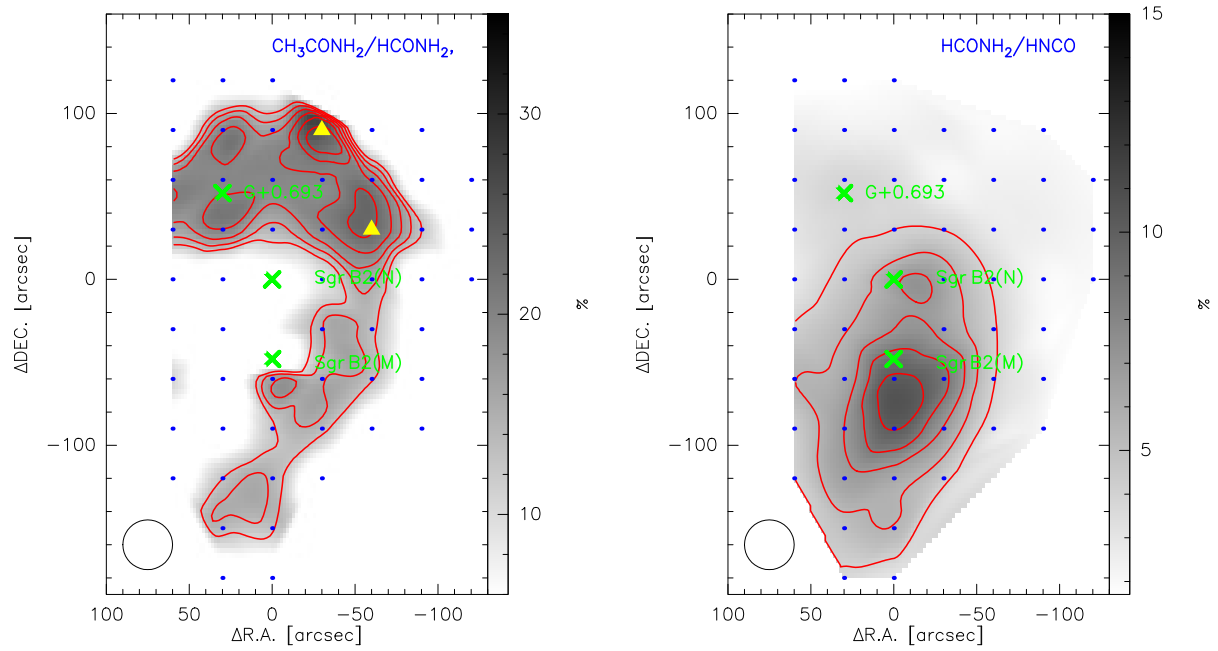 CH₃CONH₂/HCONH₂,
HCONH₂/HNCO
15
100
30
100
G+0.693
G+0.693
10
0
Sgr B2(N)
0
Sgr B2(N)
ΔDEC. [arcsec]
%
ΔDEC. [arcsec]
%
20
Sgr B2(M)
Sgr B2(M)
−100
−100
5
10
100 50 0 −50 −100
100 50 0 −50 −100
ΔR.A. [arcsec]
ΔR.A. [arcsec]